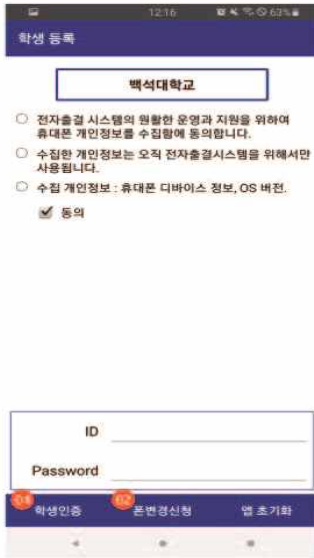 12:16 63%
학생 등록
백석대학교
전자출결 시스템의 원활한 운영과 지원을 위하여
휴대폰 개인정보를 수집함에 동의합니다.
수집한 개인정보는 오직 전자출결시스템을 위해서만
사용됩니다.
수집 개인정보 : 휴대폰 디바이스 정보, OS 버전.
동의
ID
Password
01 02
학생인증 폰변경신청 앱 초기화